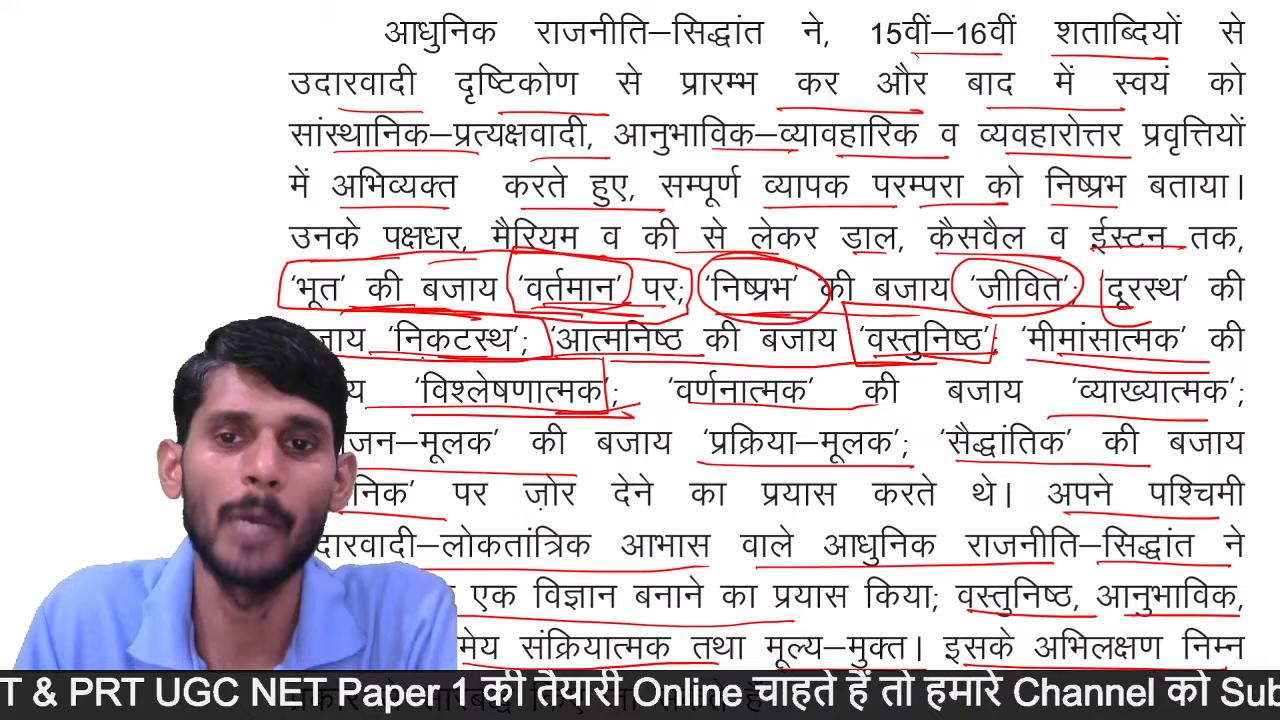 आधुनिक राजनीति–सिद्धांत ने, 15वीं–16वीं शताब्दियों से
उदारवादी दृष्टिकोण से प्रारम्भ कर और बाद में स्वयं को
सांस्थानिक–प्रत्यक्षवादी, आनुभाविक–व्यावहारिक व व्यवहारोत्तर प्रवृत्तियों
में अभिव्यक्त करते हुए, सम्पूर्ण व्यापक परम्परा को निष्प्रभ बताया।
उनके पक्षधर, मैरियम व की से लेकर डाल, कैसवैल व ईस्टन तक,
‘भूत’ की बजाय ‘वर्तमान’ पर; ‘निष्प्रभ’ की बजाय ‘जीवित’; ‘दूरस्थ’ की
‘निकटस्थ’; ‘आत्मनिष्ठ की बजाय ‘वस्तुनिष्ठ’; ‘मीमांसात्मक’ की
‘विश्लेषणात्मक’; ‘वर्णनात्मक’ की बजाय ‘व्याख्यात्मक’;
की बजाय ‘प्रक्रिया–मूलक’; ‘सैद्धांतिक’ की बजाय
पर ज़ोर देने का प्रयास करते थे। अपने पश्चिमी
आभास वाले आधुनिक राजनीति–सिद्धांत ने
एक विज्ञान बनाने का प्रयास किया; वस्तुनिष्ठ, आनुभाविक,
संक्रियात्मक तथा मूल्य–मुक्त। इसके अभिलक्षण निम्न
T & PRT UGC NET Paper 1 की तैयारी Online चाहते हैं तो हमारे Channel को Sub